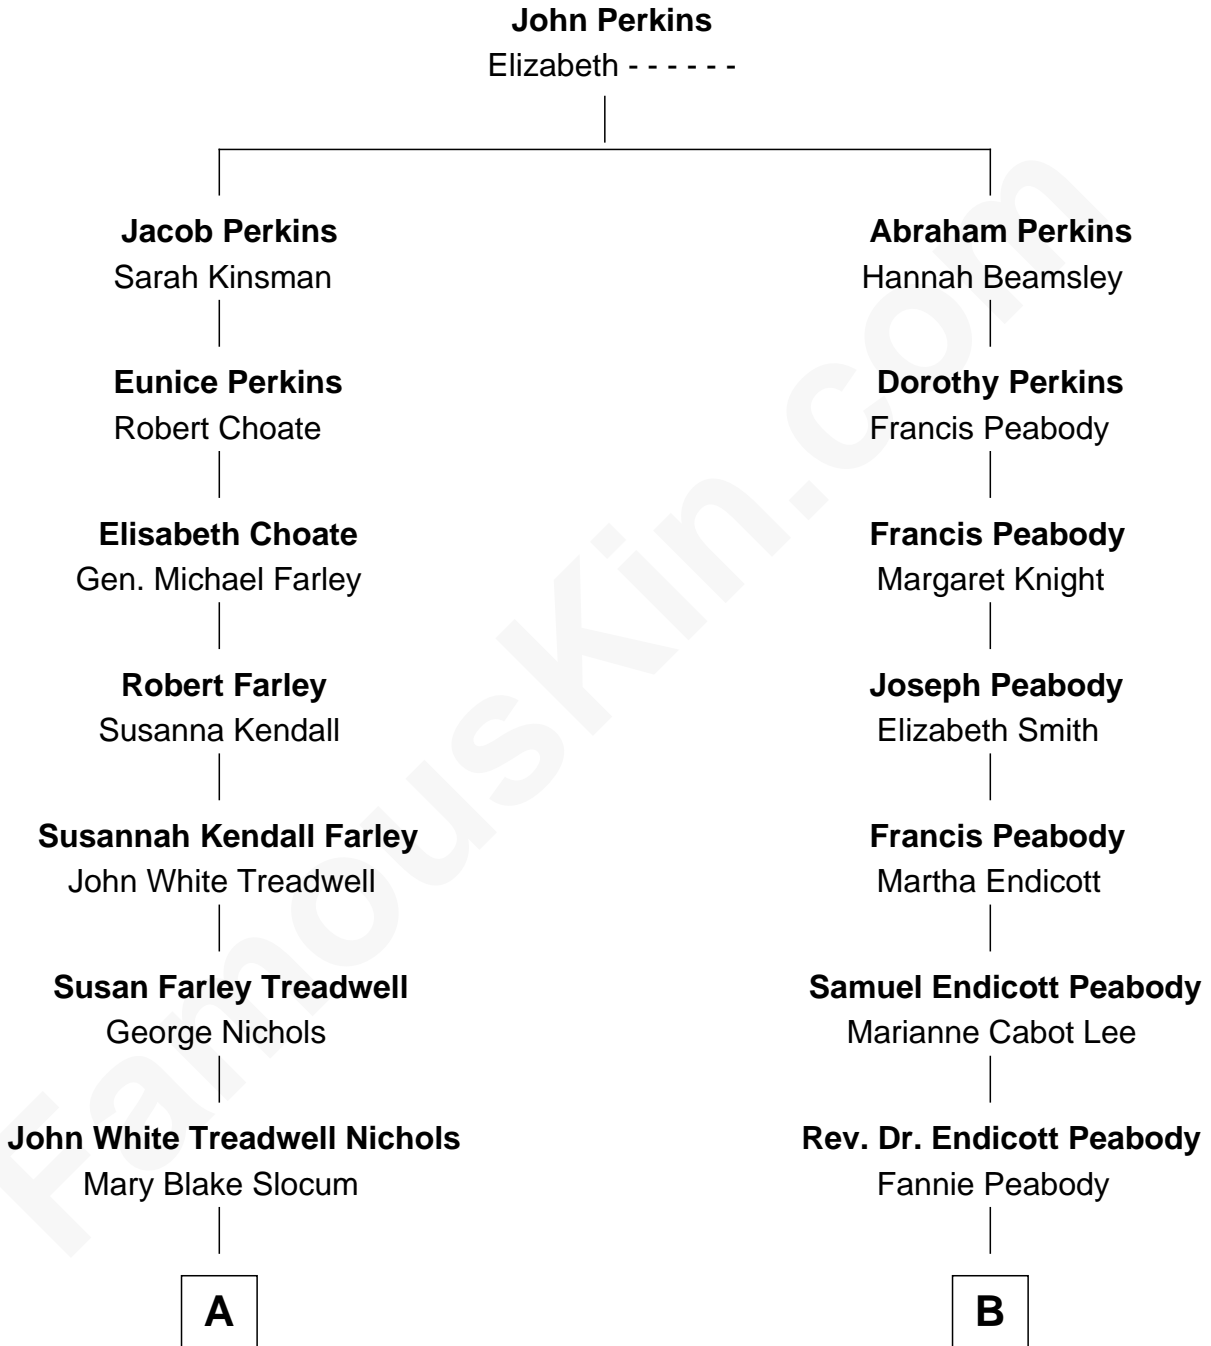 John Perkins
Elizabeth - - - - - -
Jacob Perkins
Sarah Kinsman
Abraham Perkins
Hannah Beamsley
Eunice Perkins
Robert Choate
Dorothy Perkins
Francis Peabody
Elisabeth Choate
Gen. Michael Farley
Francis Peabody
Margaret Knight
Robert Farley
Susanna Kendall
Joseph Peabody
Elizabeth Smith
Susannah Kendall Farley
John White Treadwell
Francis Peabody
Martha Endicott
Susan Farley Treadwell
George Nichols
Samuel Endicott Peabody
Marianne Cabot Lee
John White Treadwell Nichols
Mary Blake Slocum
Rev. Dr. Endicott Peabody
Fannie Peabody
A
B
FamousKin.com